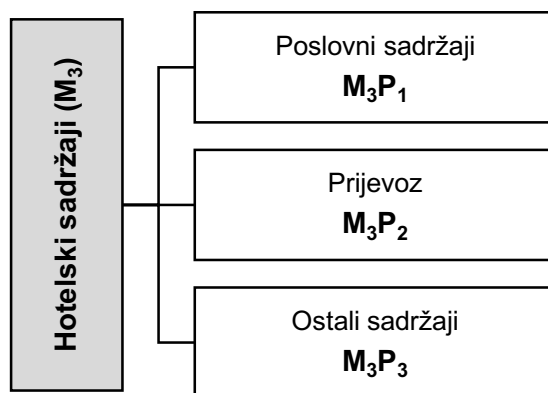 Hotelski sadržaji (M₃)
Poslovni sadržaji
M₃P₁
Prijevoz
M₃P₂
Ostali sadržaji
M₃P₃